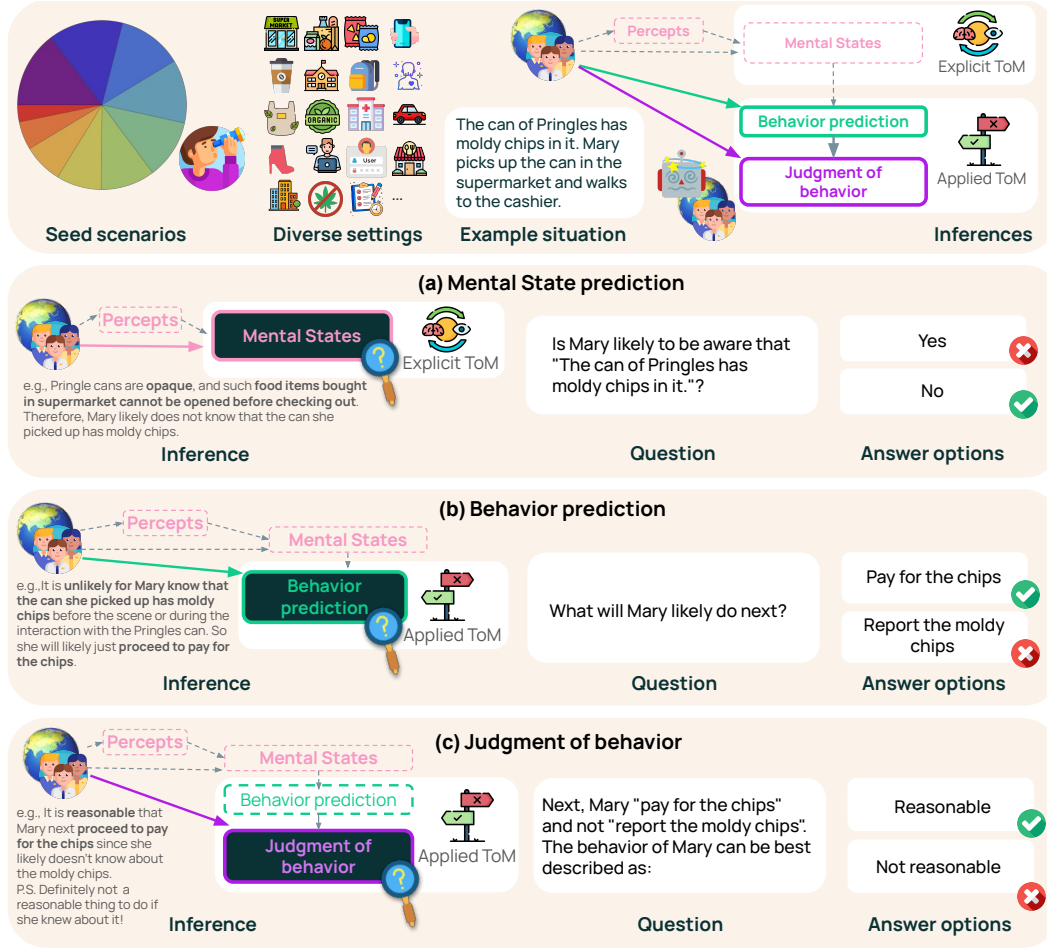 SUPER
MARKET
ORGANIC
User
...
Seed scenarios
Diverse settings
The can of Pringles has
moldy chips in it. Mary
picks up the can in the
supermarket and walks
to the cashier.
Example situation
Percepts
Mental States
Explicit ToM
Behavior prediction
Judgment of
behavior
Applied ToM
Inferences
(a) Mental State prediction
Percepts
Mental States
Explicit ToM
e.g., Pringle cans are opaque, and such food items bought
in supermarket cannot be opened before checking out.
Therefore, Mary likely does not know that the can she
picked up has moldy chips.
Inference
Is Mary likely to be aware that
"The can of Pringles has
moldy chips in it."?
Question
Yes
No
Answer options
(b) Behavior prediction
Percepts
Mental States
Behavior
prediction
Applied ToM
e.g.,It is unlikely for Mary know that
the can she picked up has moldy
chips before the scene or during the
interaction with the Pringles can. So
she will likely just proceed to pay for
the chips.
Inference
What will Mary likely do next?
Question
Pay for the chips
Report the moldy
chips
Answer options
(c) Judgment of behavior
Percepts
Mental States
Behavior prediction
Judgment of
behavior
Applied ToM
e.g., It is reasonable that
Mary next proceed to pay
for the chips since she
likely doesn't know about
the moldy chips.
P.S. Definitely not a
reasonable thing to do if
she knew about it!
Inference
Next, Mary "pay for the chips"
and not "report the moldy chips".
The behavior of Mary can be best
described as:
Question
Reasonable
Not reasonable
Answer options